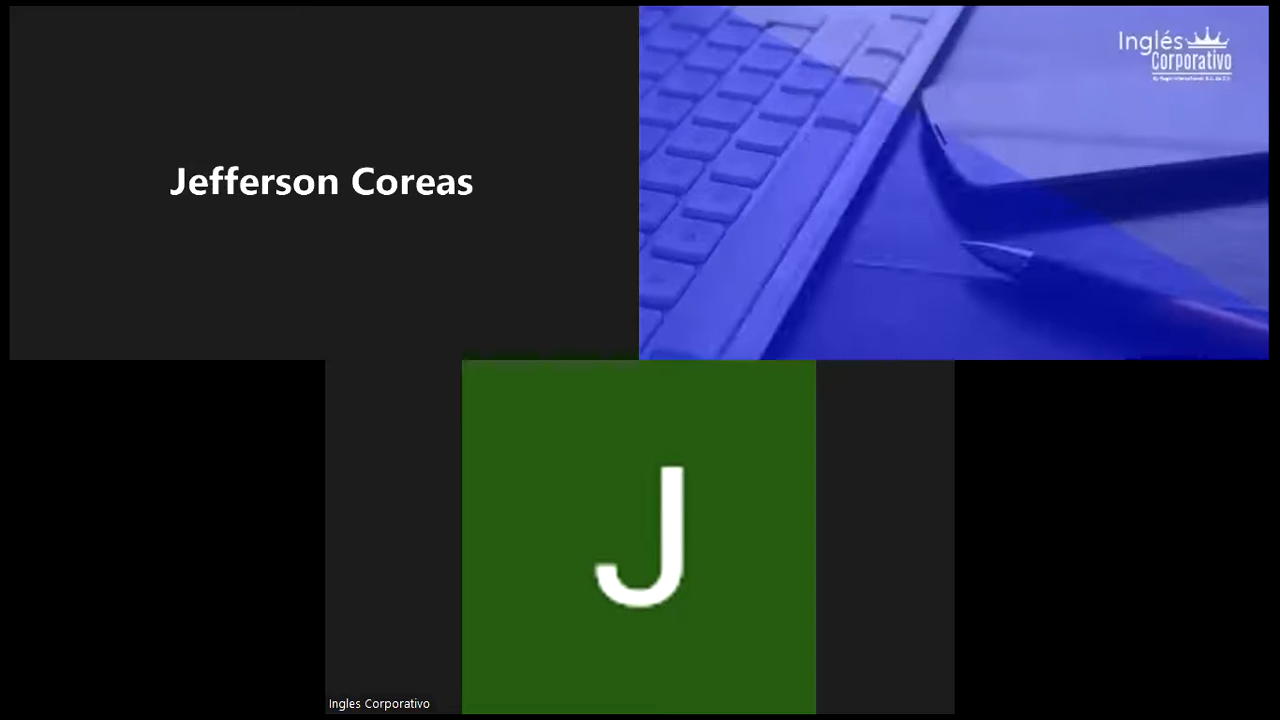 Jefferson Coreas
Inglés
Corporativo
J
Ingles Corporativo